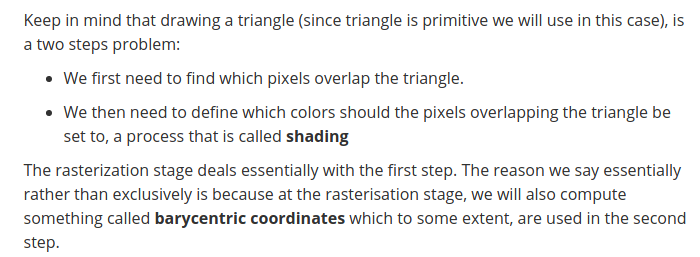 Keep in mind that drawing a triangle (since triangle is primitive we will use in this case), is
a two steps problem:
• We first need to find which pixels overlap the triangle.
• We then need to define which colors should the pixels overlapping the triangle be
set to, a process that is called shading
The rasterization stage deals essentially with the first step. The reason we say essentially
rather than exclusively is because at the rasterisation stage, we will also compute
something called barycentric coordinates which to some extent, are used in the second
step.